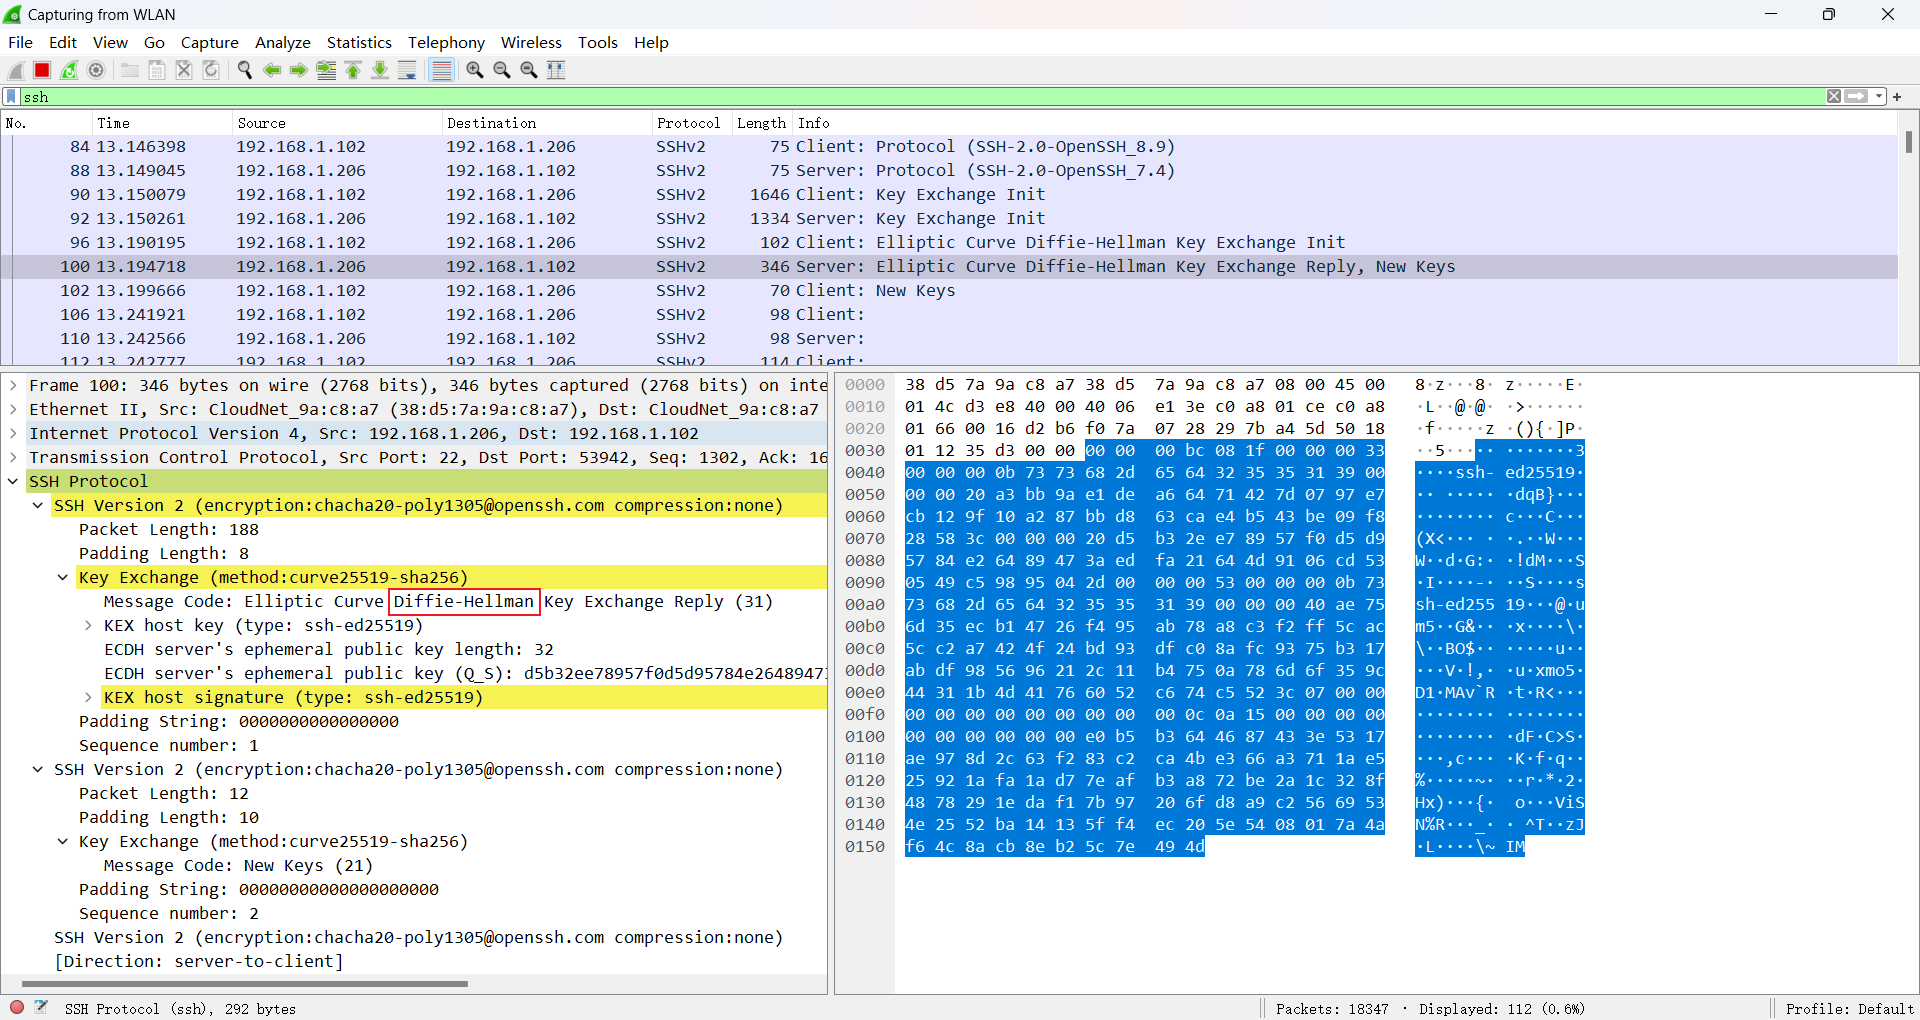 Capturing from WLAN
File Edit View Go Capture Analyze Statistics Telephony Wireless Tools Help
ssh
No. Time Source Destination Protocol Length Info
84 13.146398 192.168.1.102 192.168.1.206 SSHv2 75 Client: Protocol (SSH-2.0-OpenSSH_8.9)
88 13.149045 192.168.1.206 192.168.1.102 SSHv2 75 Server: Protocol (SSH-2.0-OpenSSH_7.4)
90 13.150079 192.168.1.102 192.168.1.206 SSHv2 1646 Client: Key Exchange Init
92 13.150261 192.168.1.206 192.168.1.102 SSHv2 1334 Server: Key Exchange Init
96 13.190195 192.168.1.102 192.168.1.206 SSHv2 102 Client: Elliptic Curve Diffie-Hellman Key Exchange Init
100 13.194718 192.168.1.206 192.168.1.102 SSHv2 346 Server: Elliptic Curve Diffie-Hellman Key Exchange Reply, New Keys
102 13.199666 192.168.1.102 192.168.1.206 SSHv2 70 Client: New Keys
106 13.241921 192.168.1.102 192.168.1.206 SSHv2 98 Client:
110 13.242566 192.168.1.206 192.168.1.102 SSHv2 98 Server:
112 13.242777 192.168.1.102 192.168.1.206 SSHv2 114 Client:
Frame 100: 346 bytes on wire (2768 bits), 346 bytes captured (2768 bits) on inte
Ethernet II, Src: CloudNet_9a:c8:a7 (38:d5:7a:9a:c8:a7), Dst: CloudNet_9a:c8:a7
Internet Protocol Version 4, Src: 192.168.1.206, Dst: 192.168.1.102
Transmission Control Protocol, Src Port: 22, Dst Port: 53942, Seq: 1302, Ack: 16
SSH Protocol
SSH Version 2 (encryption:chacha20-poly1305@openssh.com compression:none)
Packet Length: 188
Padding Length: 8
Key Exchange (method:curve25519-sha256)
Message Code: Elliptic Curve Diffie-Hellman Key Exchange Reply (31)
KEX host key (type: ssh-ed25519)
ECDH server's ephemeral public key length: 32
ECDH server's ephemeral public key (Q_S): d5b32ee78957f0d5d95784e26489473
KEX host signature (type: ssh-ed25519)
Padding String: 0000000000000000
Sequence number: 1
SSH Version 2 (encryption:chacha20-poly1305@openssh.com compression:none)
Packet Length: 12
Padding Length: 10
Key Exchange (method:curve25519-sha256)
Message Code: New Keys (21)
Padding String: 00000000000000000000
Sequence number: 2
SSH Version 2 (encryption:chacha20-poly1305@openssh.com compression:none)
[Direction: server-to-client]
0000 38 d5 7a 9a c8 a7 38 d5 7a 9a c8 a7 08 00 45 00 8·z···8· z·····E·
0010 01 4c d3 e8 40 00 40 06 e1 3e c0 a8 01 ce c0 a8 ·L··@·@· ·>······
0020 01 66 00 16 d2 b6 f0 7a 07 28 29 7b a4 5d 50 18 ·f·····z ·(){·]P·
0030 01 12 35 d3 00 00 00 00 00 bc 08 1f 00 00 00 33 ··5····· ·······3
0040 00 00 00 0b 73 73 68 2d 65 64 32 35 35 31 39 00 ····ssh- ed25519·
0050 00 00 20 a3 bb 9a e1 de a6 64 71 42 7d 07 97 e7 ·· ····· ·dqB}···
0060 cb 12 9f 10 a2 87 bb d8 63 ca e4 b5 43 be 09 f8 ········ c···C···
0070 28 58 3c 00 00 00 20 d5 b3 2e e7 89 57 f0 d5 d9 (X<··· · ·.··W···
0080 57 84 e2 64 89 47 3a ed fa 21 64 4d 91 06 cd 53 W··d·G:· ·!dM···S
0090 05 49 c5 98 95 04 2d 00 00 00 53 00 00 00 0b 73 ·I····-· ··S····s
00a0 73 68 2d 65 64 32 35 35 31 39 00 00 00 40 ae 75 sh-ed255 19···@·u
00b0 6d 35 ec b1 47 26 f4 95 ab 78 a8 c3 f2 ff 5c ac m5··G&·· ·x····\·
00c0 5c c2 a7 42 4f 24 bd 93 df c0 8a fc 93 75 b3 17 \··BO$·· ·····u··
00d0 ab df 98 56 96 21 2c 11 b4 75 0a 78 6d 6f 35 9c ···V·!,· ·u·xmo5·
00e0 44 31 1b 4d 41 76 60 52 c6 74 c5 52 3c 07 00 00 D1·MAv`R ·t·R<···
00f0 00 00 00 00 00 00 00 00 00 0c 0a 15 00 00 00 00 ········ ········
0100 00 00 00 00 00 00 e0 b5 b3 64 46 87 43 3e 53 17 ········ ·dF·C>S·
0110 ae 97 8d 2c 63 f2 83 c2 ca 4b e3 66 a3 71 1a e5 ···,c··· ·K·f·q··
0120 25 92 1a fa 1a d7 7e af b3 a8 72 be 2a 1c 32 8f %·····~· ··r·*·2·
0130 48 78 29 1e da f1 7b 97 20 6f d8 a9 c2 56 69 53 Hx)···{· o···ViS
0140 4e 25 52 ba 14 13 5f f4 ec 20 5e 54 08 01 7a 4a N%R···_· · ^T··zJ
0150 f6 4c 8a cb 8e b2 5c 7e 49 4d ·L····\~ IM
SSH Protocol (ssh), 292 bytes
Packets: 18347 · Displayed: 112 (0.6%)
Profile: Default